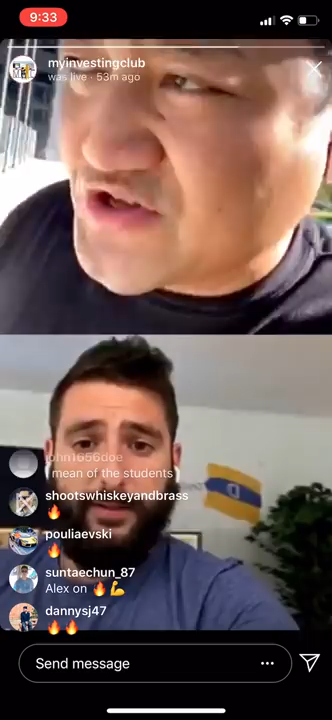 9:33
myinvestingclub
was live · 53m ago
john1656doe
I mean of the students
shootswhiskeyandbrass
🔥
pouliaevski
🔥
suntaechun_87
Alex on 🔥💪
dannysj47
🔥🔥
Send message